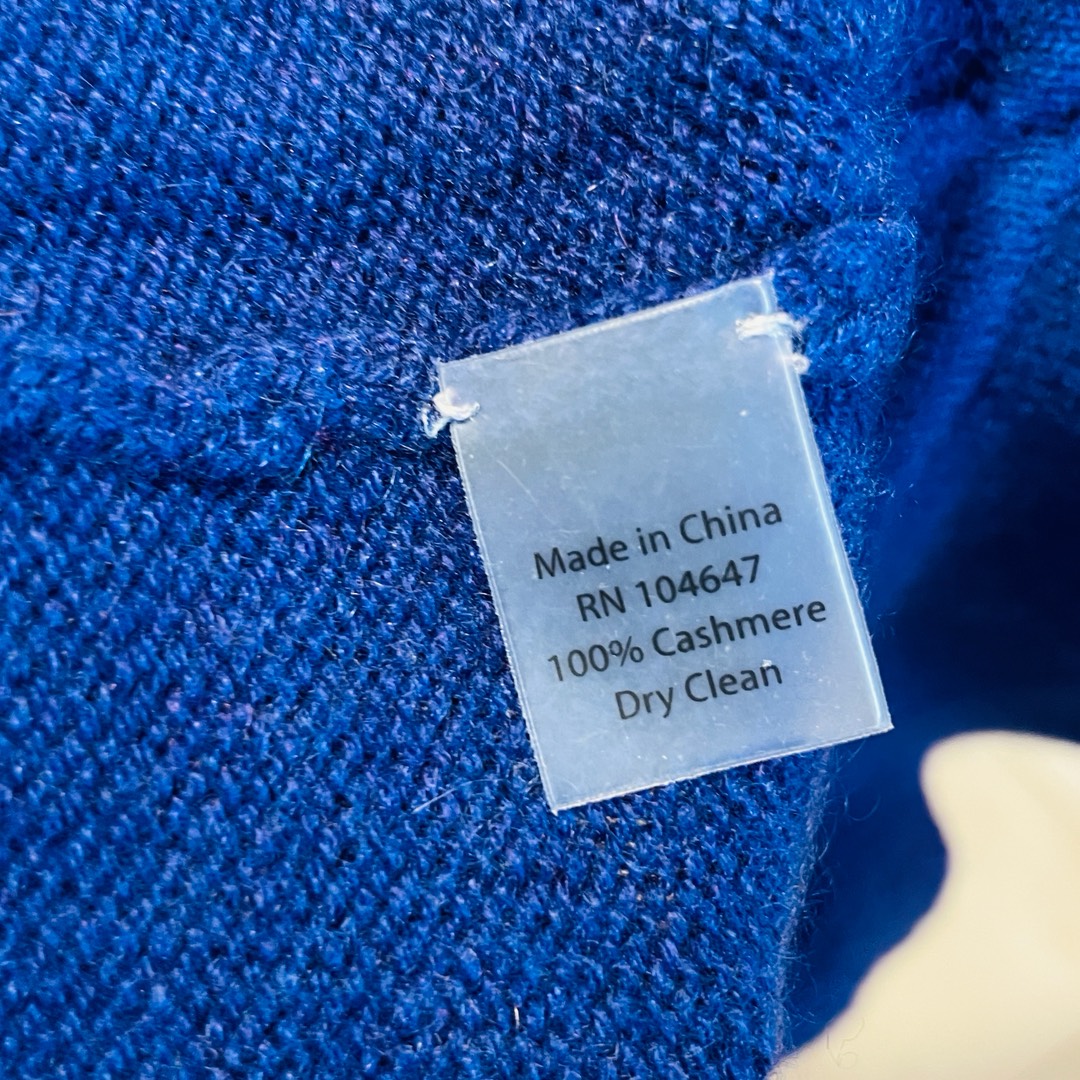 Made in China
RN 104647
100% Cashmere
Dry Clean